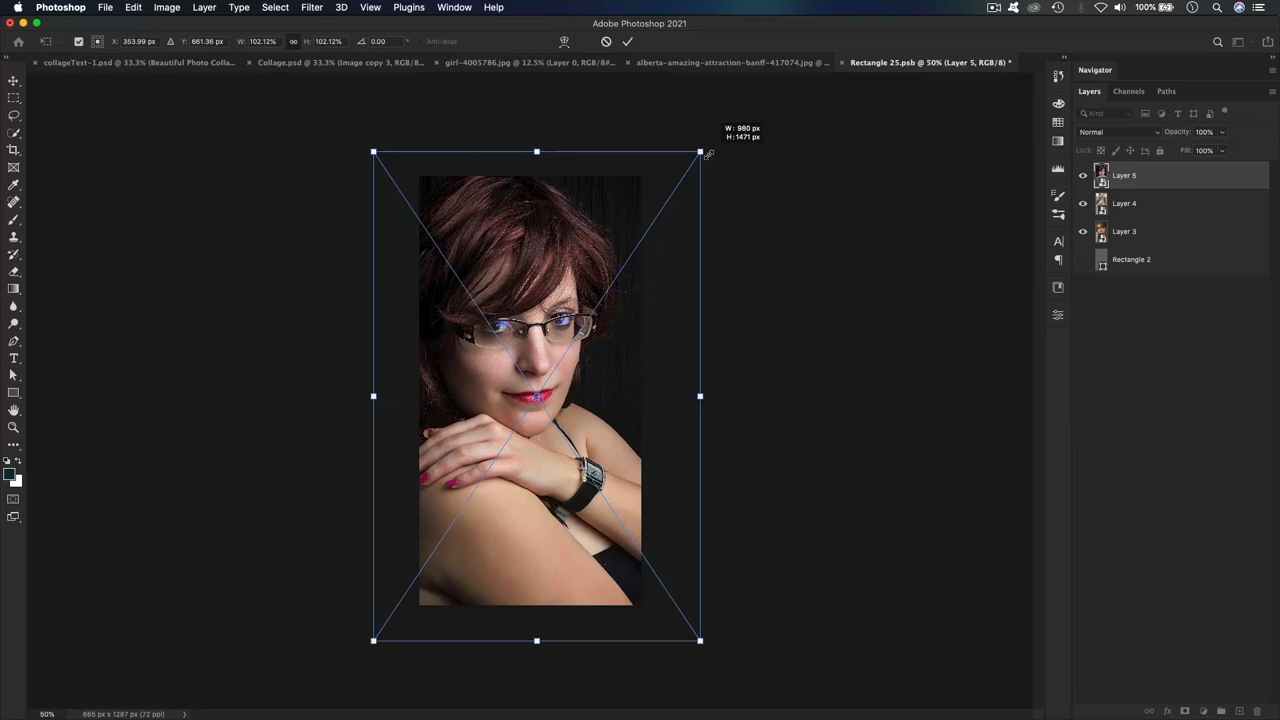 Photoshop File Edit Image Layer Type Select Filter 3D View Plugins Window Help 100%
Adobe Photoshop 2021
X: 353.99 px Y: 661.36 px W: 102.12% H: 102.12% 0.00 ° Anti-alias
collageTest-1.psd @ 33.3% (Beautiful Photo Colla... Collage.psd @ 33.3% (Image copy 3, RGB/8... girl-4005786.jpg @ 12.5% (Layer 0, RGB/8#... alberta-amazing-attraction-banff-417074.jpg @ ... Rectangle 25.psb @ 50% (Layer 5, RGB/8) *
Navigator
Layers Channels Paths
Kind
W: 980 px
H: 1471 px
Normal Opacity: 100%
Lock: Fill: 100%
Layer 5
Layer 4
Layer 3
Rectangle 2
50% 665 px x 1287 px (72 ppi)